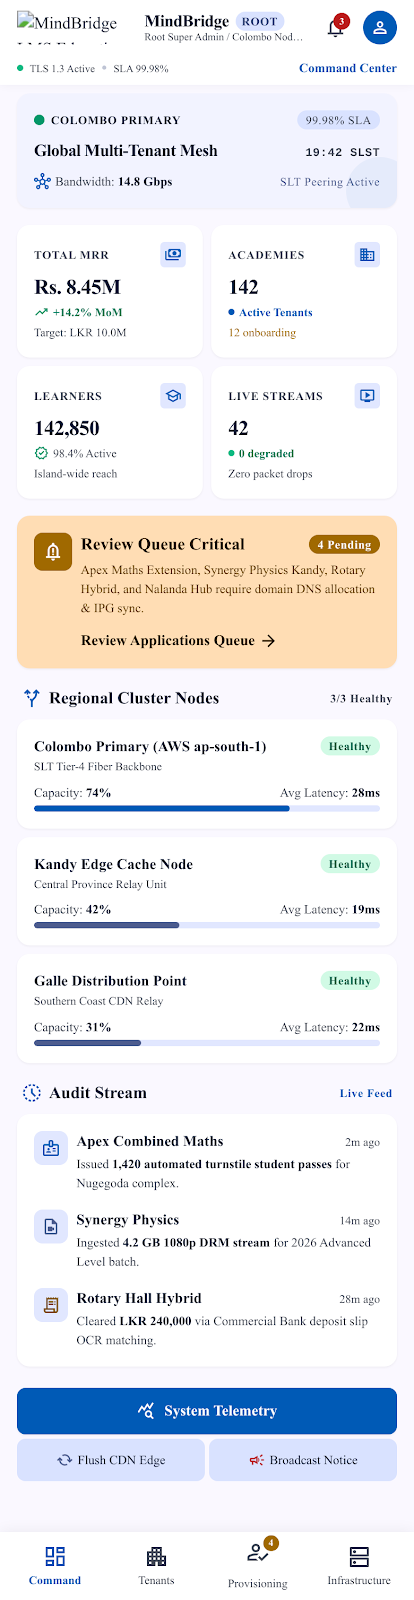 MindBridge
MindBridge ROOT
3
Root Super Admin / Colombo Nod...
TLS 1.3 Active • SLA 99.98%
Command Center
COLOMBO PRIMARY
99.98% SLA
Global Multi-Tenant Mesh
19:42 SLST
Bandwidth: 14.8 Gbps
SLT Peering Active
TOTAL MRR
Rs. 8.45M
+14.2% MoM
Target: LKR 10.0M
ACADEMIES
142
Active Tenants
12 onboarding
LEARNERS
142,850
98.4% Active
Island-wide reach
LIVE STREAMS
42
0 degraded
Zero packet drops
Review Queue Critical
4 Pending
Apex Maths Extension, Synergy Physics Kandy, Rotary
Hybrid, and Nalanda Hub require domain DNS allocation
& IPG sync.
Review Applications Queue →
Regional Cluster Nodes
3/3 Healthy
Colombo Primary (AWS ap-south-1)
Healthy
SLT Tier-4 Fiber Backbone
Capacity: 74%
Avg Latency: 28ms
Kandy Edge Cache Node
Healthy
Central Province Relay Unit
Capacity: 42%
Avg Latency: 19ms
Galle Distribution Point
Healthy
Southern Coast CDN Relay
Capacity: 31%
Avg Latency: 22ms
Audit Stream
Live Feed
Apex Combined Maths
2m ago
Issued 1,420 automated turnstile student passes for
Nugegoda complex.
Synergy Physics
14m ago
Ingested 4.2 GB 1080p DRM stream for 2026 Advanced
Level batch.
Rotary Hall Hybrid
28m ago
Cleared LKR 240,000 via Commercial Bank deposit slip
OCR matching.
System Telemetry
Flush CDN Edge
Broadcast Notice
4
Command
Tenants
Provisioning
Infrastructure